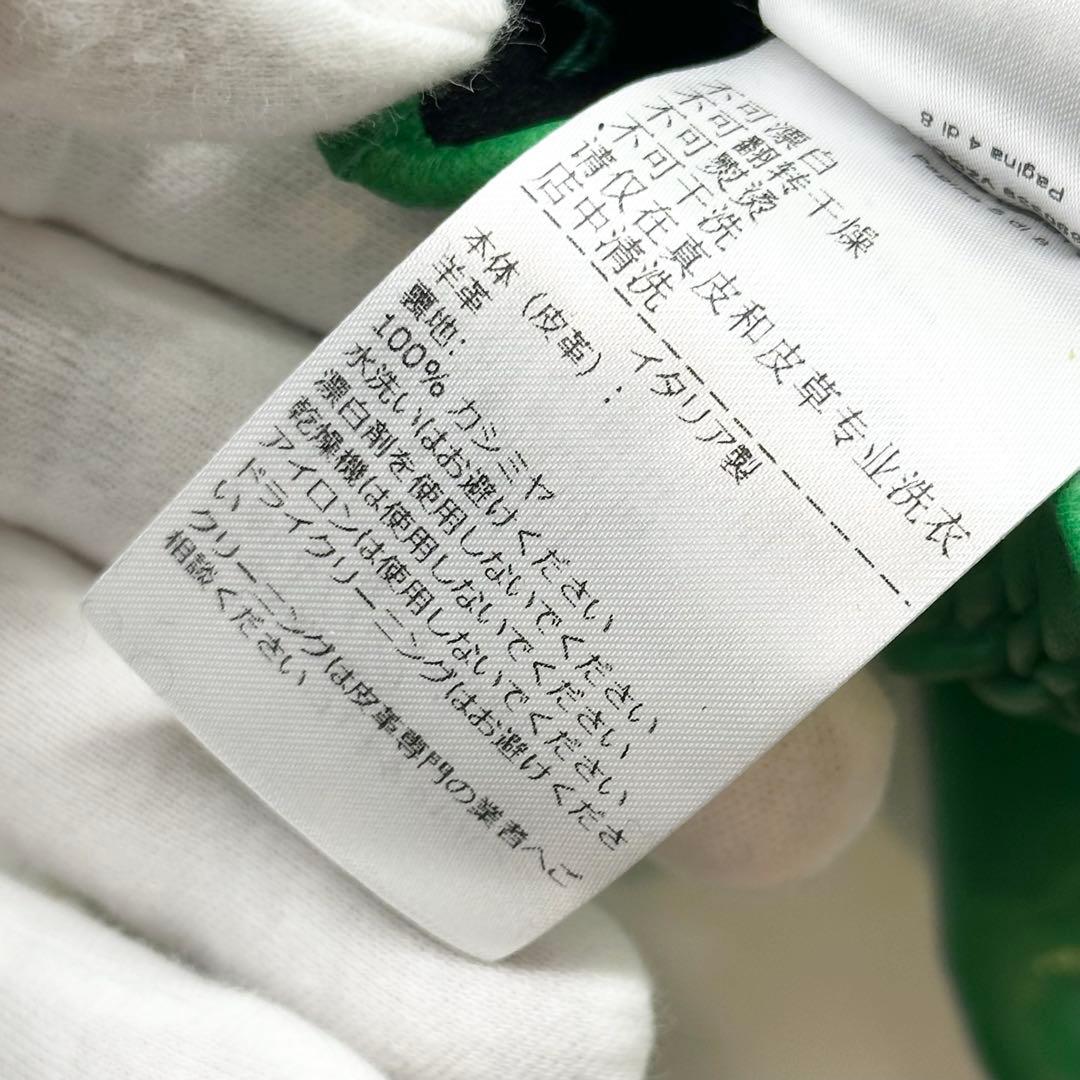 不可漂白
不可翻转干燥
不可熨烫
不可干洗
请仅在真皮和皮草专业洗衣
店中清洗
本体 (皮革) : イタリア製
羊革
裏地:
100% カシミヤ
水洗いはお避けください
漂白剤を使用しないでください
乾燥機は使用しないでください
アイロンは使用しないでください
ドライクリーニングはお避けくださ
い
クリーニングは皮革専門の業者へご
相談ください
Pagina 4 di 8